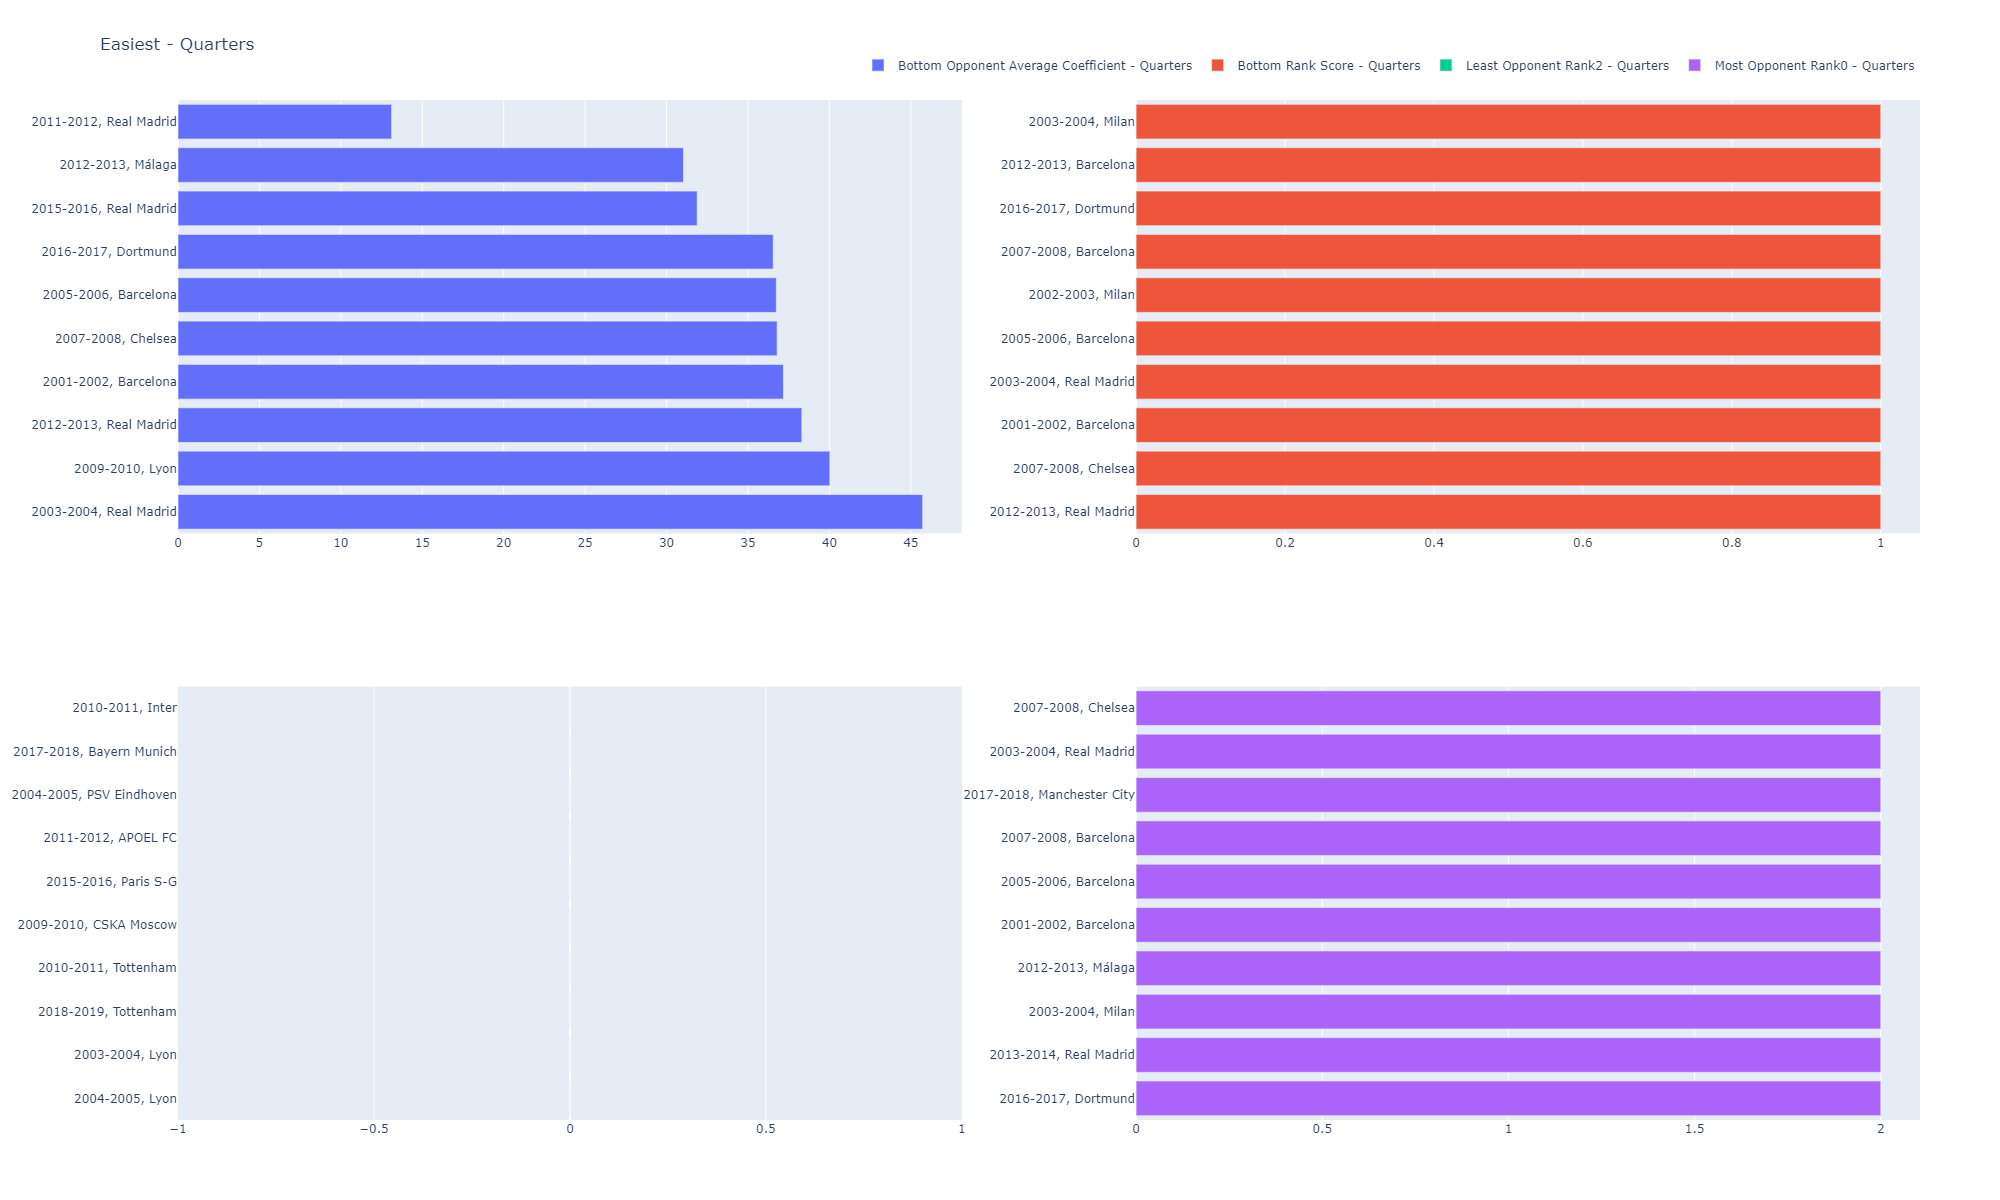 Easiest - Quarters
Bottom Opponent Average Coefficient - Quarters
Bottom Rank Score - Quarters
Least Opponent Rank2 - Quarters
Most Opponent Rank0 - Quarters
2011-2012, Real Madrid
2012-2013, Málaga
2015-2016, Real Madrid
2016-2017, Dortmund
2005-2006, Barcelona
2007-2008, Chelsea
2001-2002, Barcelona
2012-2013, Real Madrid
2009-2010, Lyon
2003-2004, Real Madrid
0 5 10 15 20 25 30 35 40 45
2003-2004, Milan
2012-2013, Barcelona
2016-2017, Dortmund
2007-2008, Barcelona
2002-2003, Milan
2005-2006, Barcelona
2003-2004, Real Madrid
2001-2002, Barcelona
2007-2008, Chelsea
2012-2013, Real Madrid
0 0.2 0.4 0.6 0.8 1
2010-2011, Inter
2017-2018, Bayern Munich
2004-2005, PSV Eindhoven
2011-2012, APOEL FC
2015-2016, Paris S-G
2009-2010, CSKA Moscow
2010-2011, Tottenham
2018-2019, Tottenham
2003-2004, Lyon
2004-2005, Lyon
−1 −0.5 0 0.5 1
2007-2008, Chelsea
2003-2004, Real Madrid
2017-2018, Manchester City
2007-2008, Barcelona
2005-2006, Barcelona
2001-2002, Barcelona
2012-2013, Málaga
2003-2004, Milan
2013-2014, Real Madrid
2016-2017, Dortmund
0 0.5 1 1.5 2